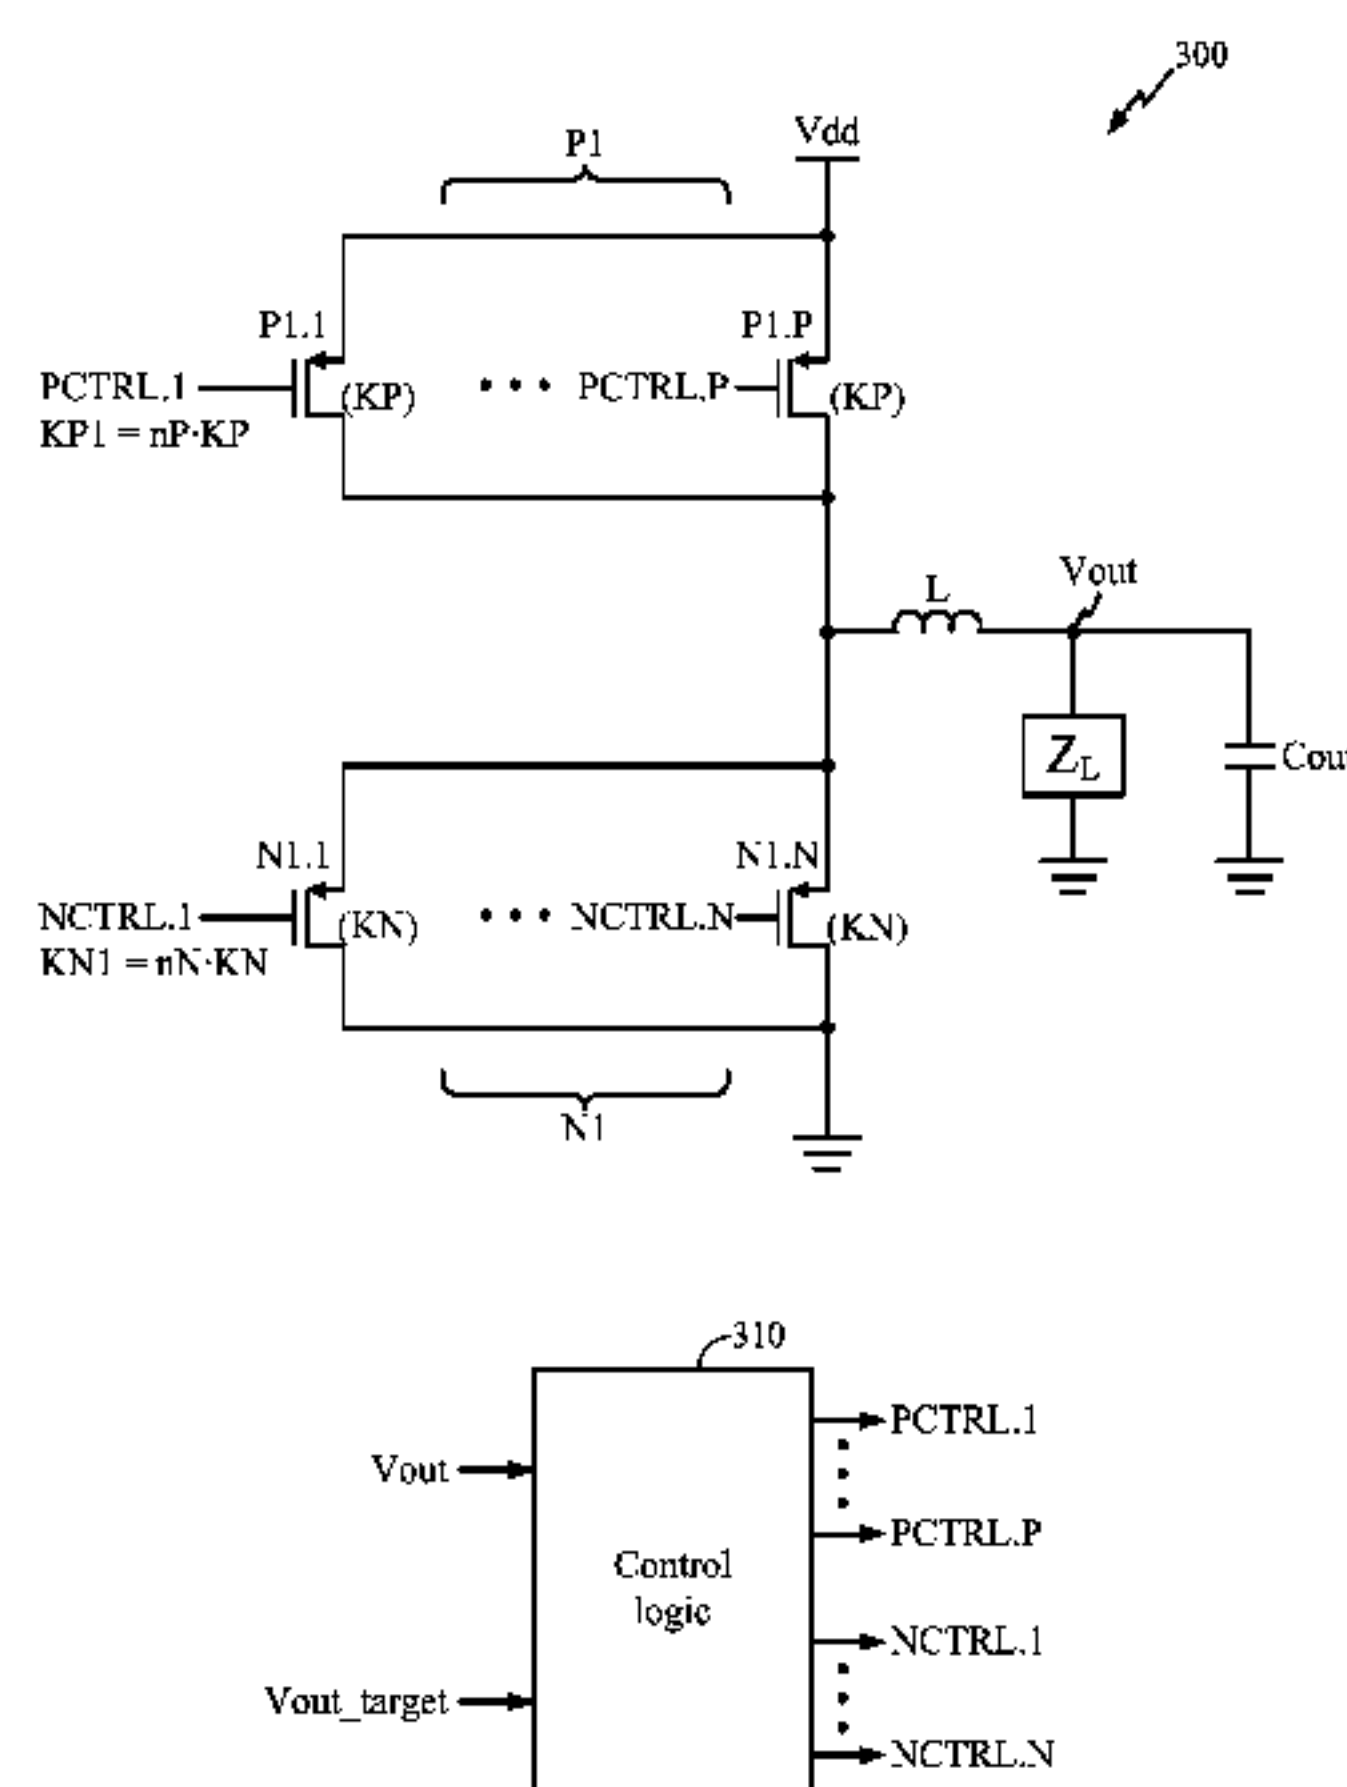 300
P1
Vdd
P1.1
P1.P
PCTRL.1
(KP)
• • •
PCTRL.P
(KP)
KP1 = nP·KP
L
Vout
ZL
Cou
N1.1
N1.N
NCTRL.1
(KN)
• • •
NCTRL.N
(KN)
KN1 = nN·KN
N1
310
PCTRL.1
Vout
PCTRL.P
Control
logic
NCTRL.1
Vout_target
NCTRL.N